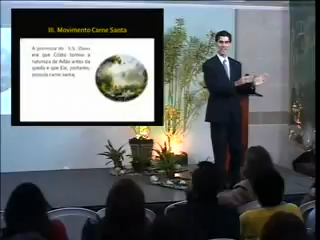 III. Movimento Carne Santa
A premissa do
era que Cristo tomou a
natureza de Adão antes da
queda e que Ele, portanto,
possuía carne santa.